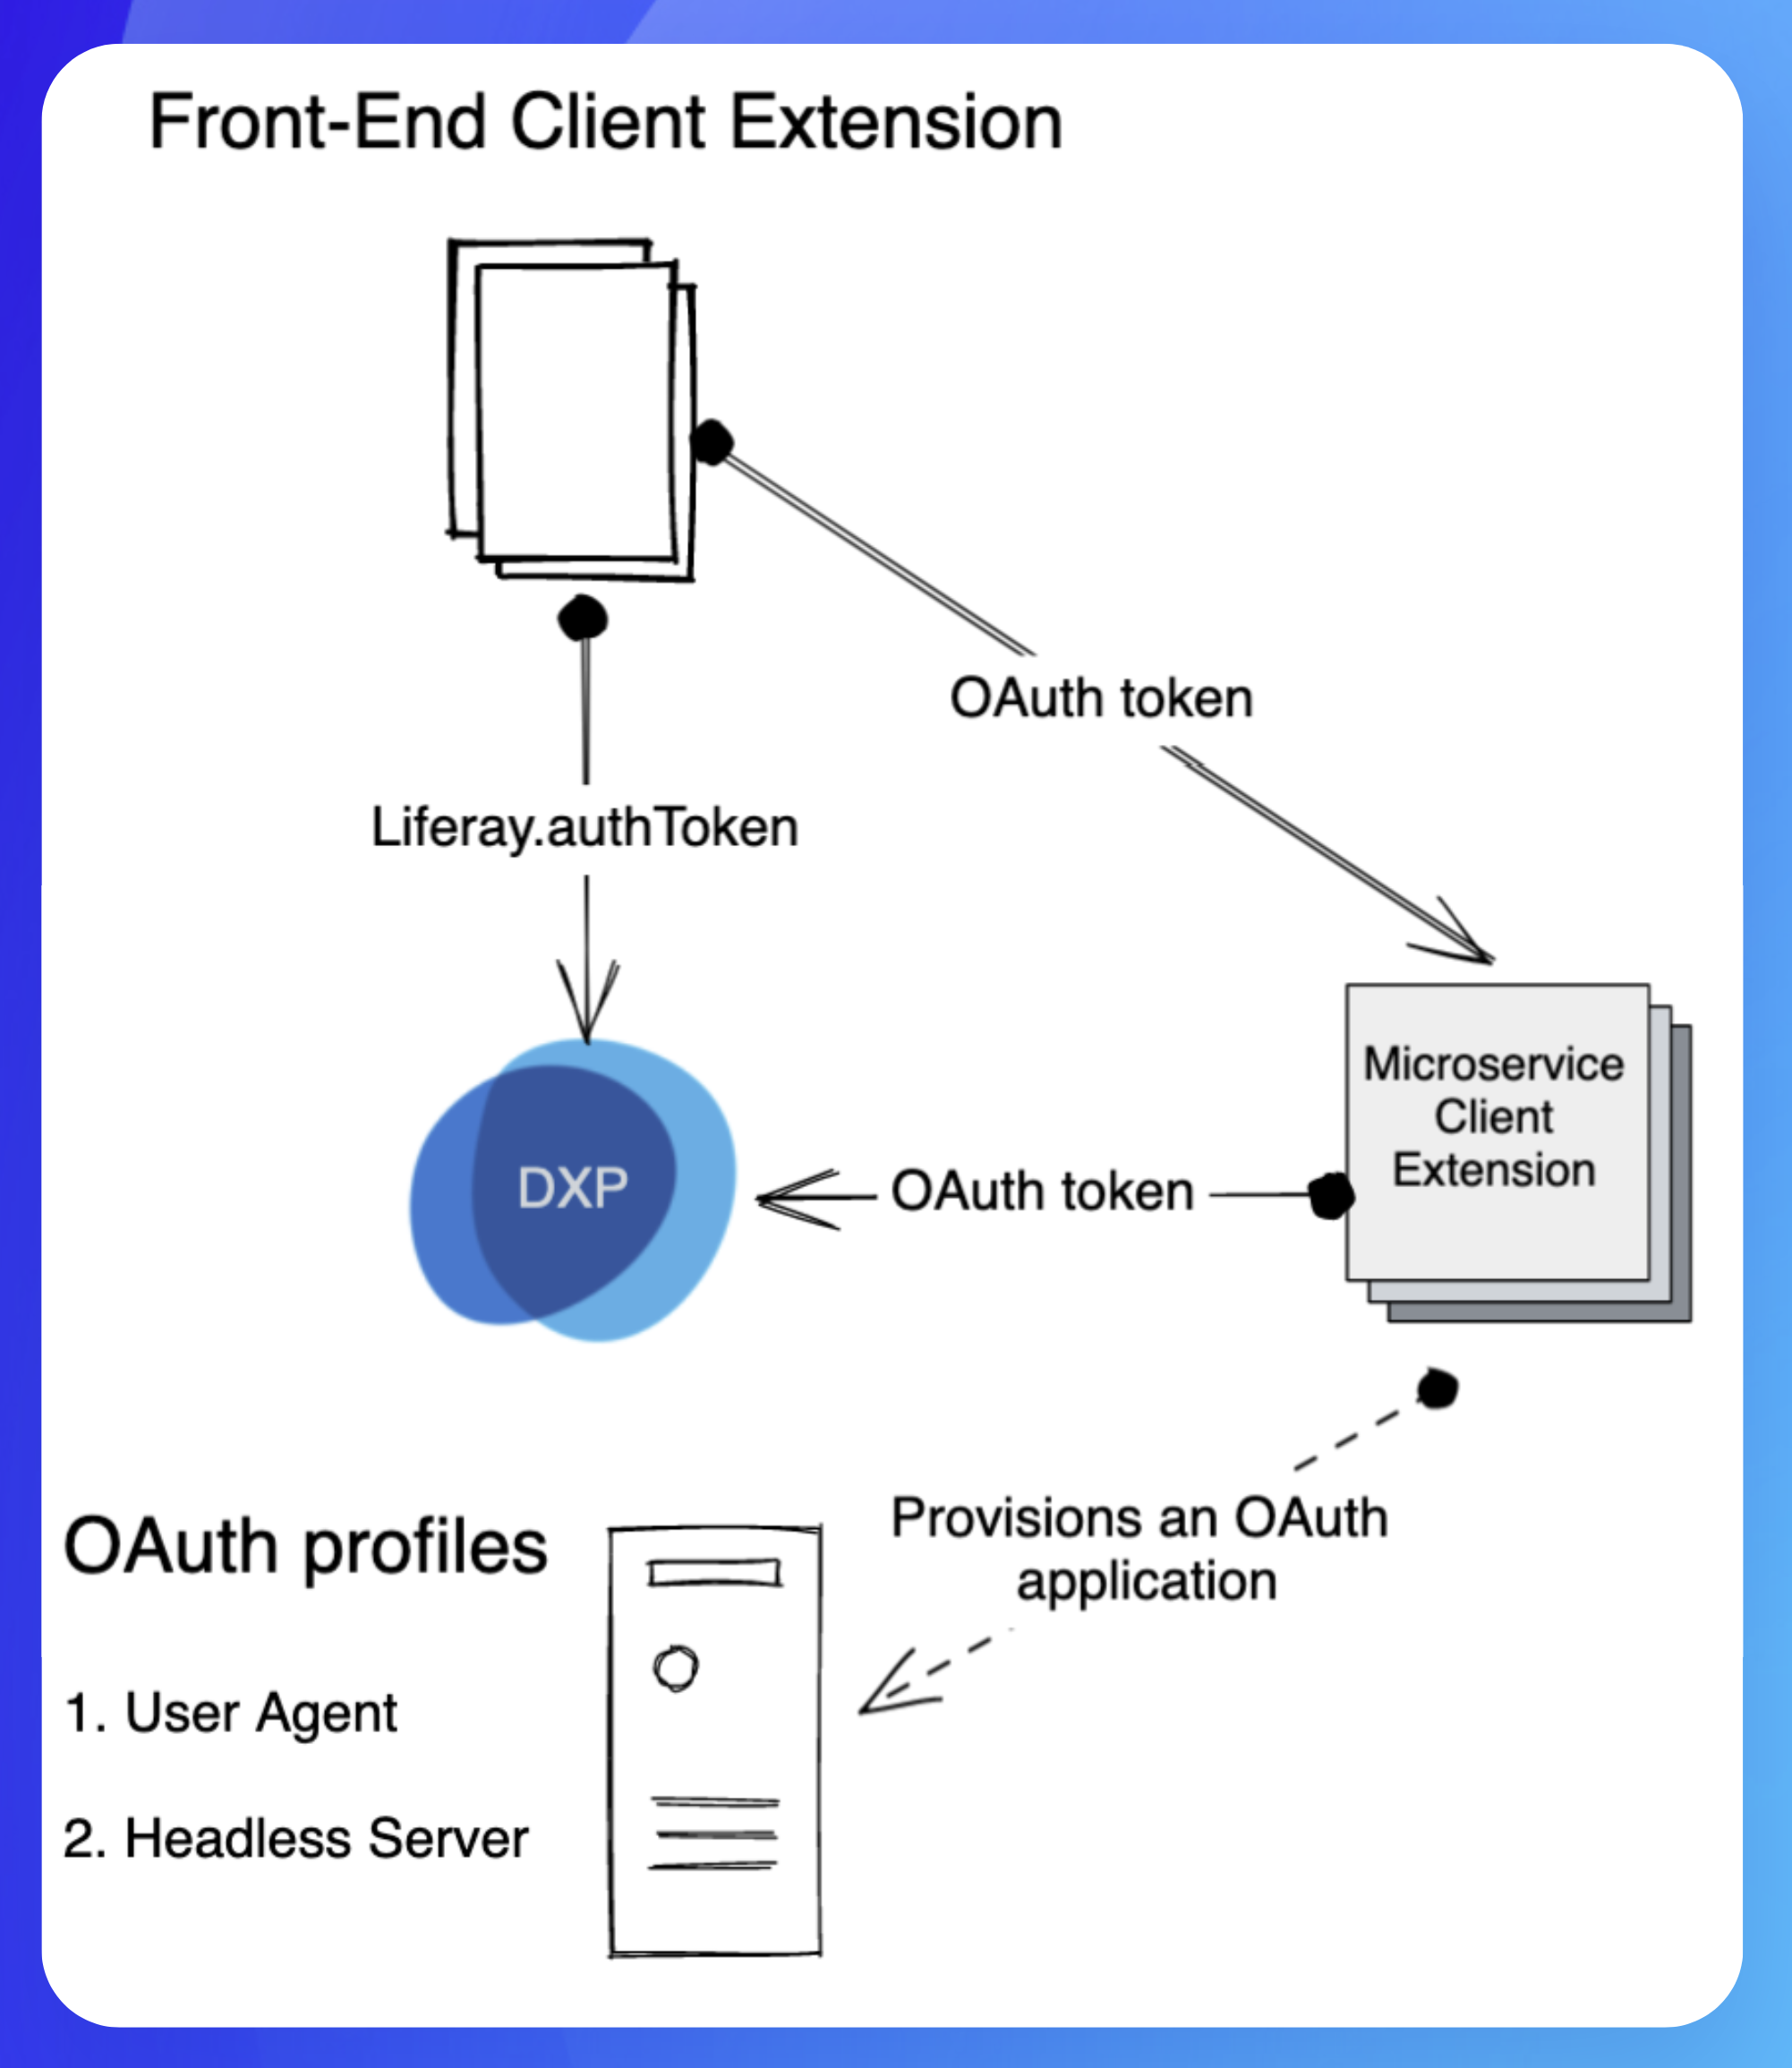 Front-End Client Extension
OAuth token
Liferay.authToken
Microservice
Client
Extension
DXP
OAuth token
Provisions an OAuth
application
OAuth profiles
1. User Agent
2. Headless Server